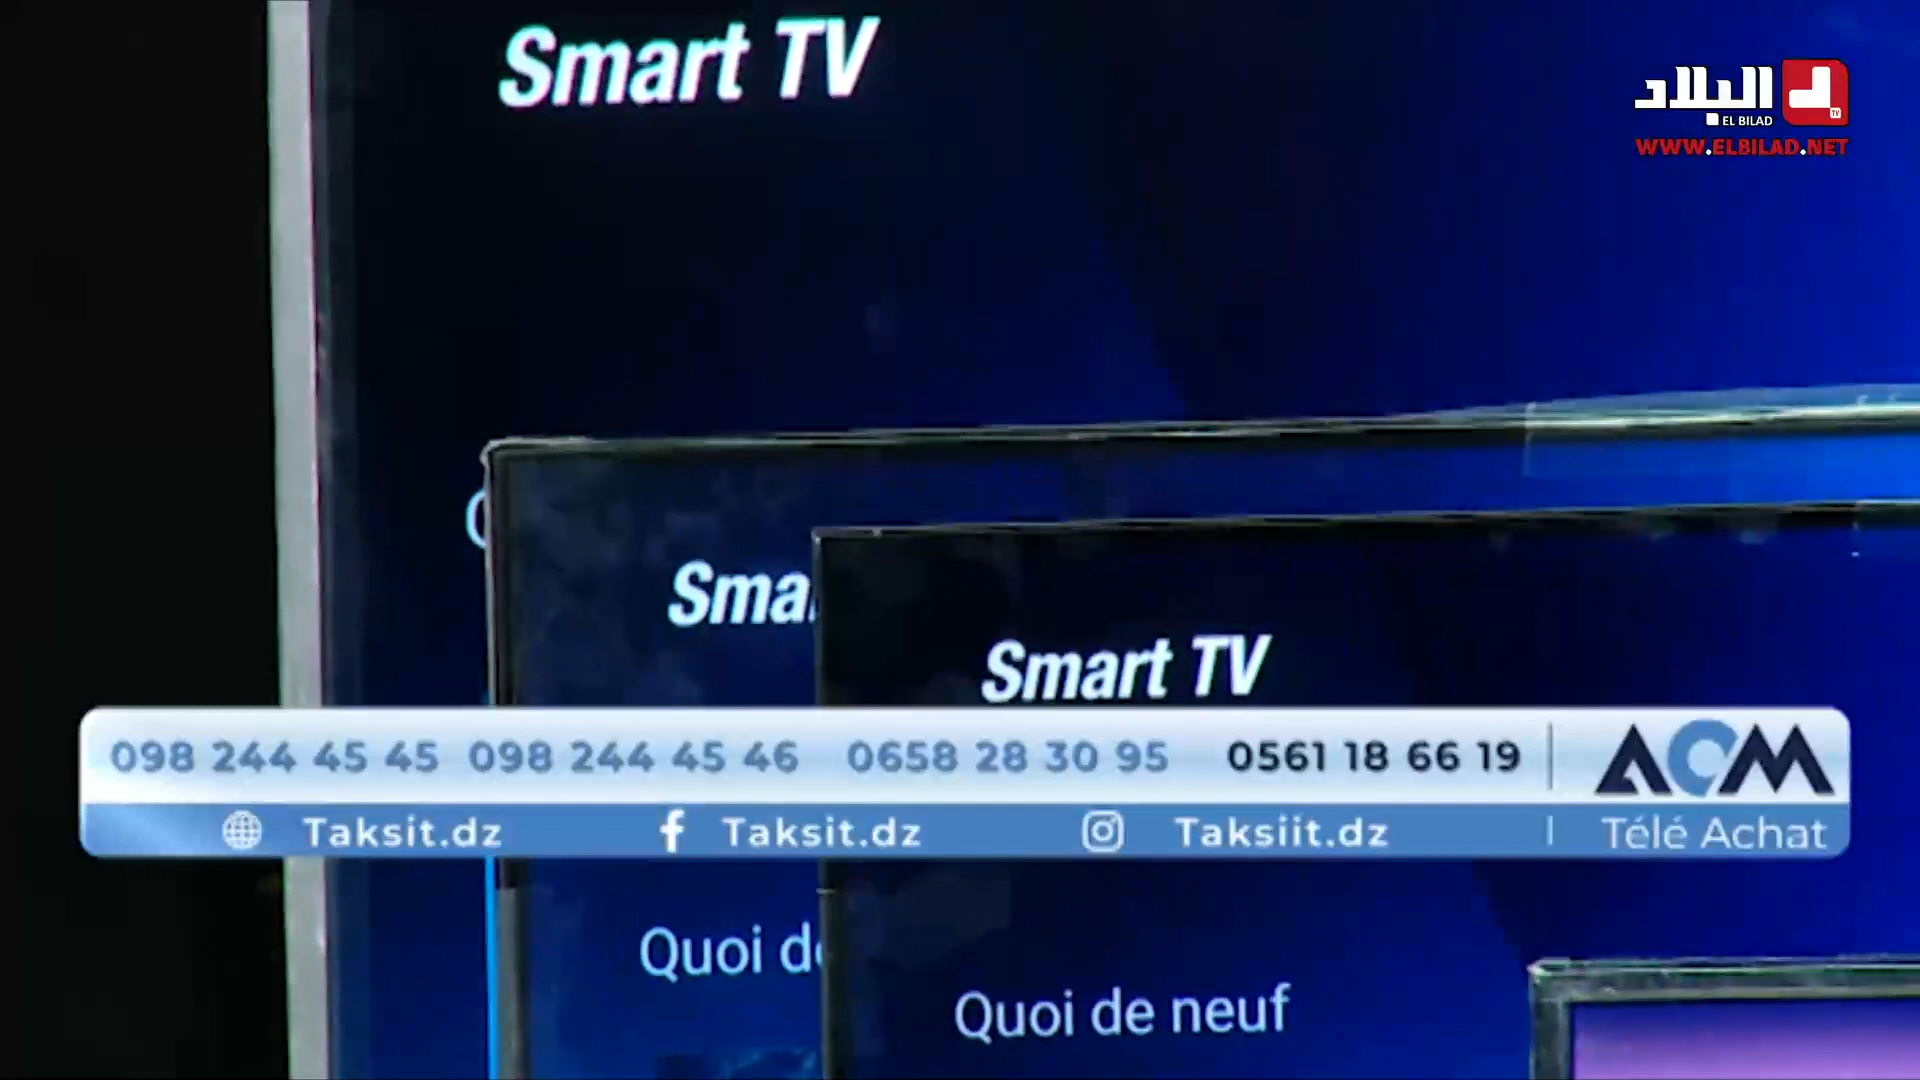 Smart TV
البلاد
EL BILAD
TV
WWW.ELBILAD.NET
Smart TV
098 244 45 45 098 244 45 46 0658 28 30 95 0561 18 66 19
AOM
Taksit.dz Taksit.dz Taksiit.dz Télé Achat
Quoi
Quoi de neuf